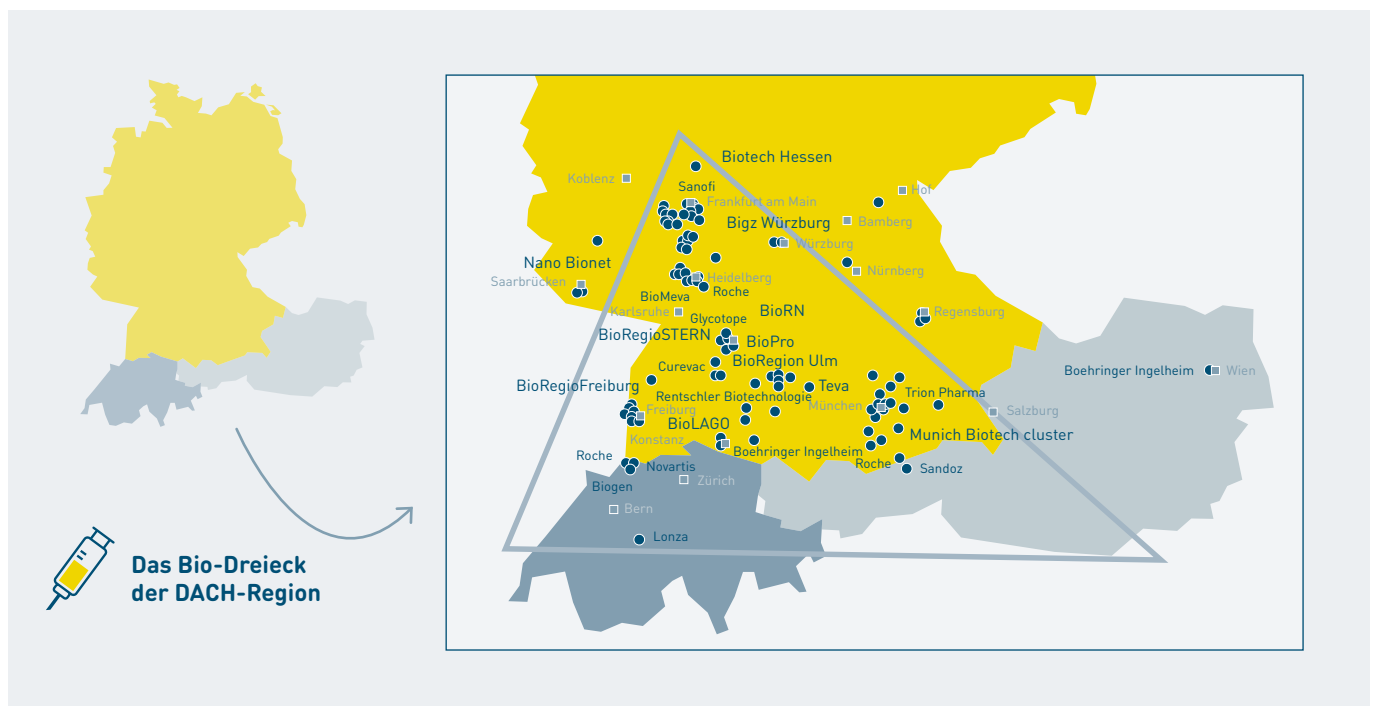 Biotech Hessen
Koblenz
Sanofi
Hof
Frankfurt am Main
Bigz Würzburg
Bamberg
Würzburg
Nano Bionet
Nürnberg
Saarbrücken
Heidelberg
Roche
BioMeva
Karlsruhe
BioRN
Regensburg
Glycotope
BioRegioSTERN
BioPro
BioRegion Ulm
Curevac
Boehringer Ingelheim
Wien
BioRegioFreiburg
Teva
Rentschler Biotechnologie
Trion Pharma
München
Freiburg
Salzburg
BioLAGO
Konstanz
Munich Biotech cluster
Boehringer Ingelheim
Roche
Novartis
Roche
Sandoz
Biogen
Zürich
Bern
Lonza
Das Bio-Dreieck
der DACH-Region